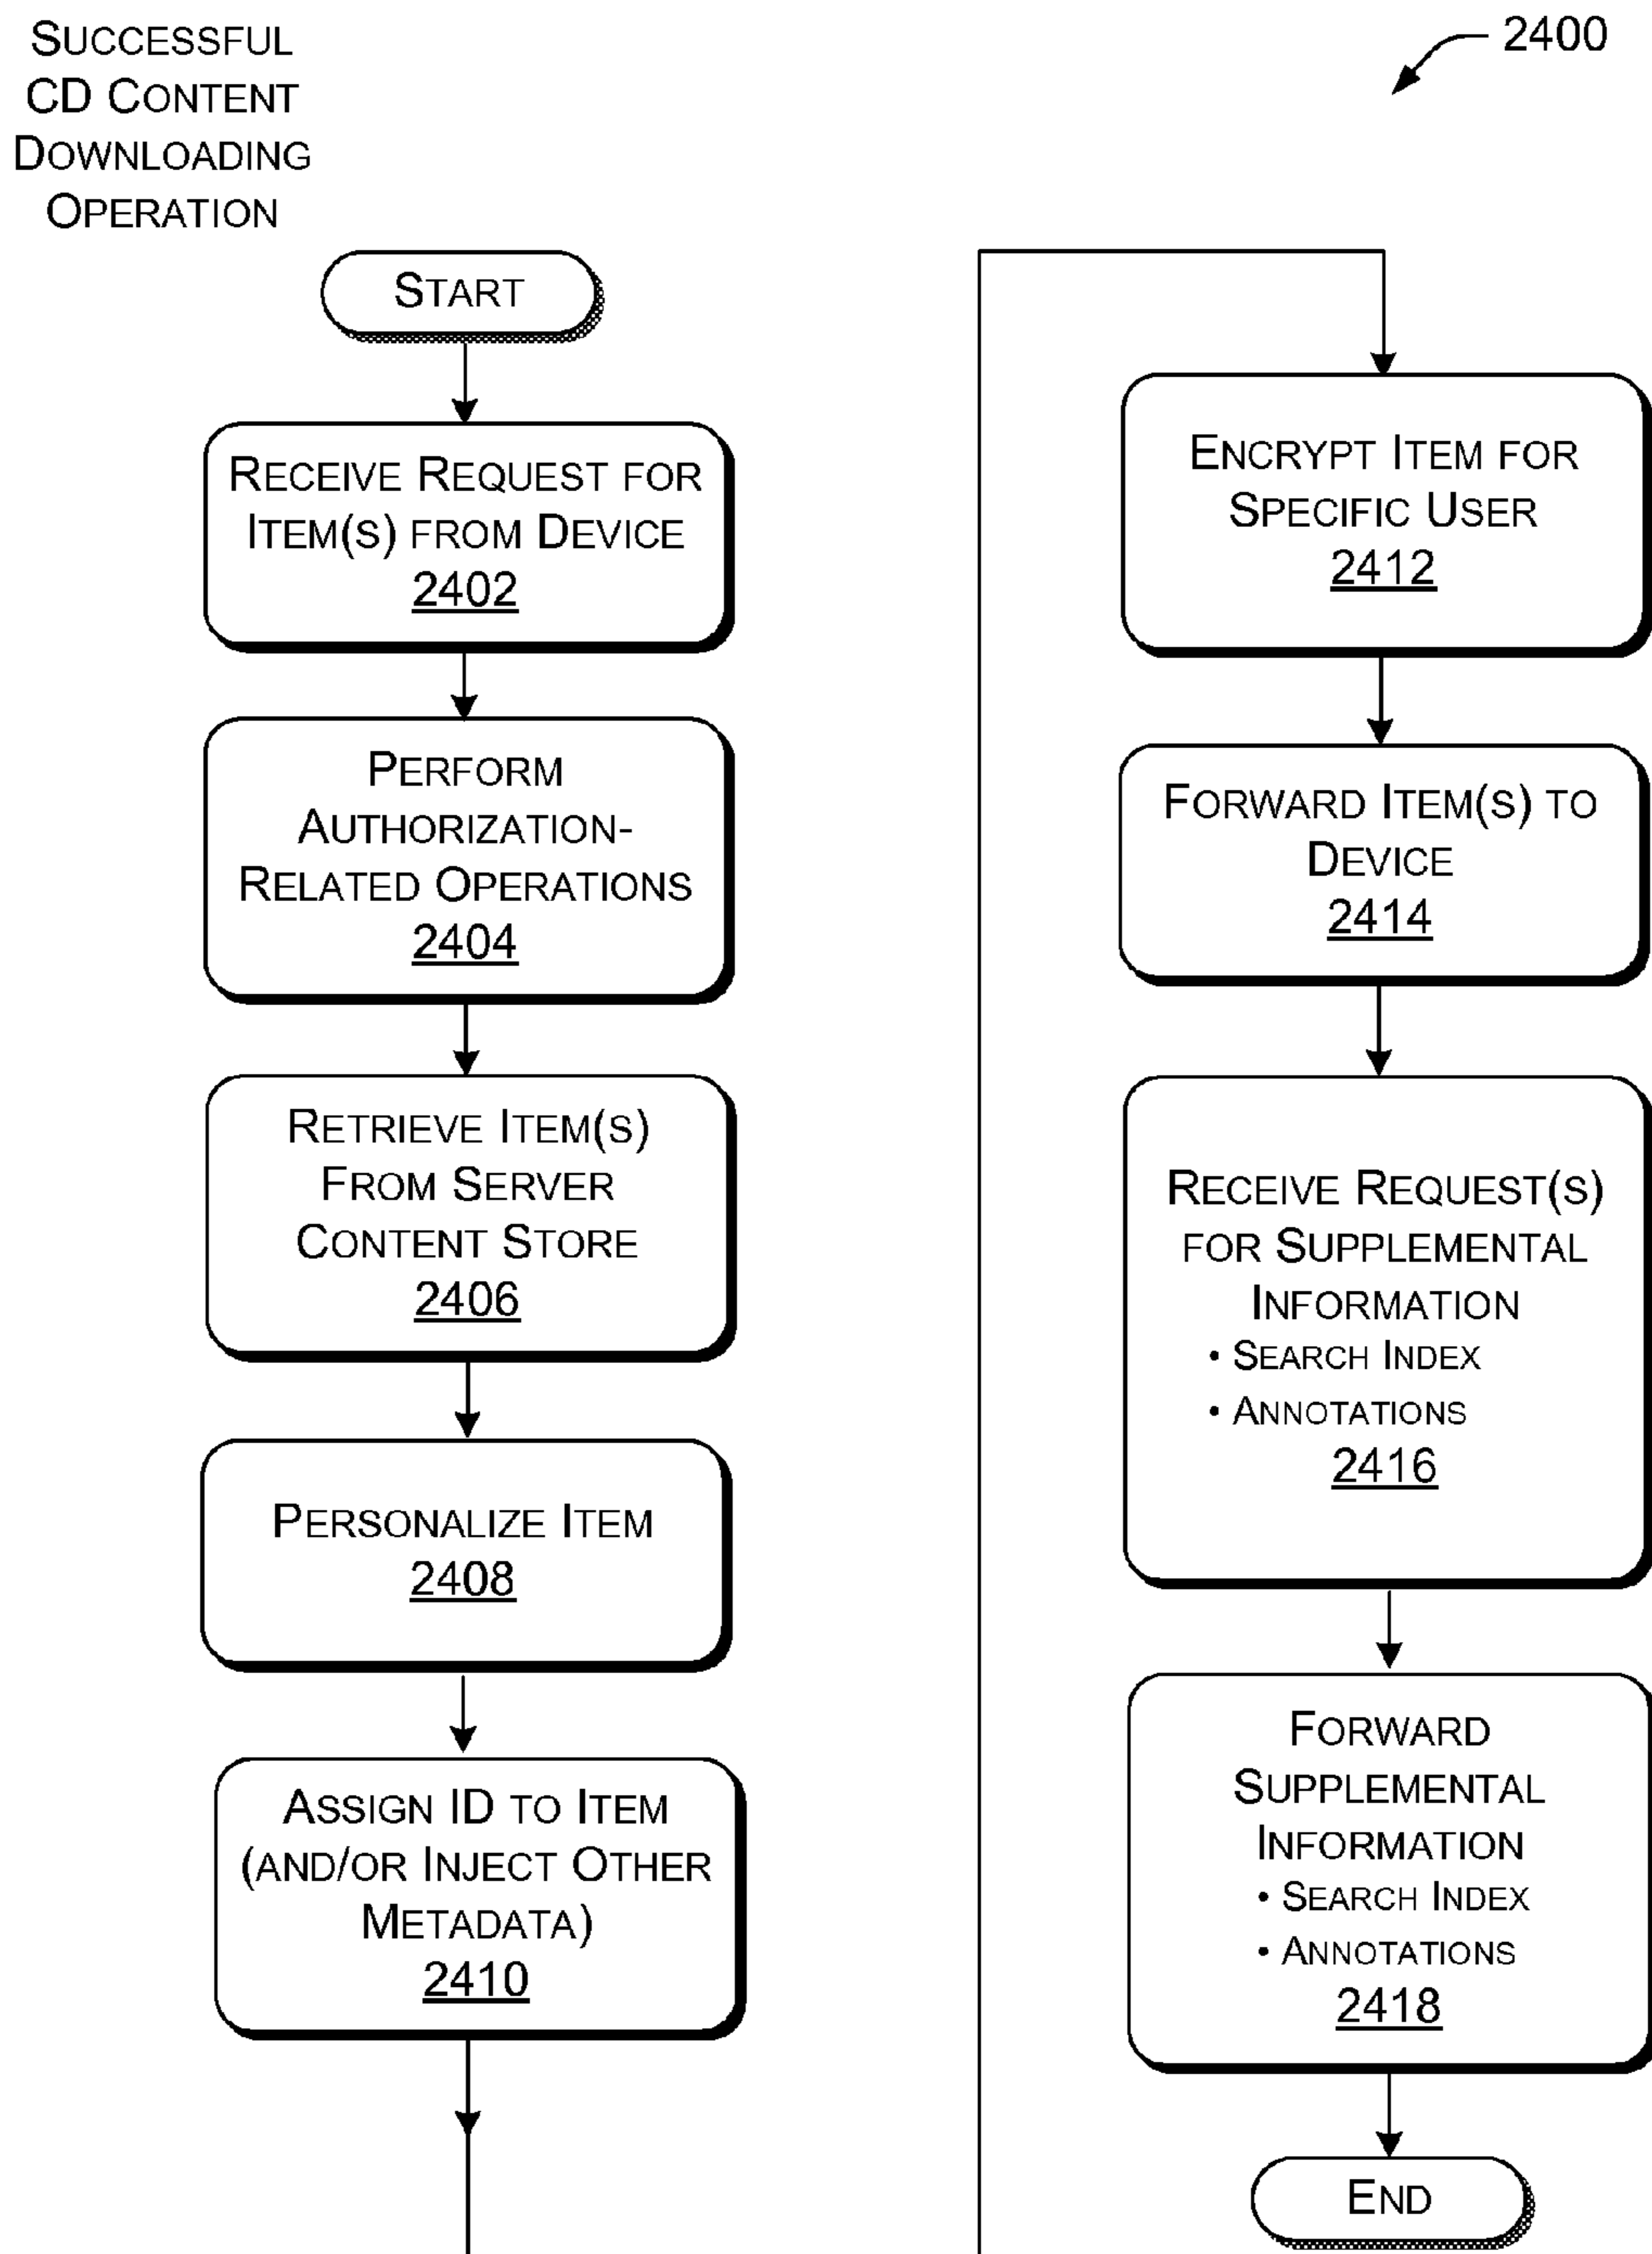 SUCCESSFUL
CD CONTENT
DOWNLOADING
OPERATION
2400
START
RECEIVE REQUEST FOR
ITEM(S) FROM DEVICE
2402
PERFORM
AUTHORIZATION-
RELATED OPERATIONS
2404
RETRIEVE ITEM(S)
FROM SERVER
CONTENT STORE
2406
PERSONALIZE ITEM
2408
ASSIGN ID TO ITEM
(AND/OR INJECT OTHER
METADATA)
2410
ENCRYPT ITEM FOR
SPECIFIC USER
2412
FORWARD ITEM(S) TO
DEVICE
2414
RECEIVE REQUEST(S)
FOR SUPPLEMENTAL
INFORMATION
• SEARCH INDEX
• ANNOTATIONS
2416
FORWARD
SUPPLEMENTAL
INFORMATION
• SEARCH INDEX
• ANNOTATIONS
2418
END